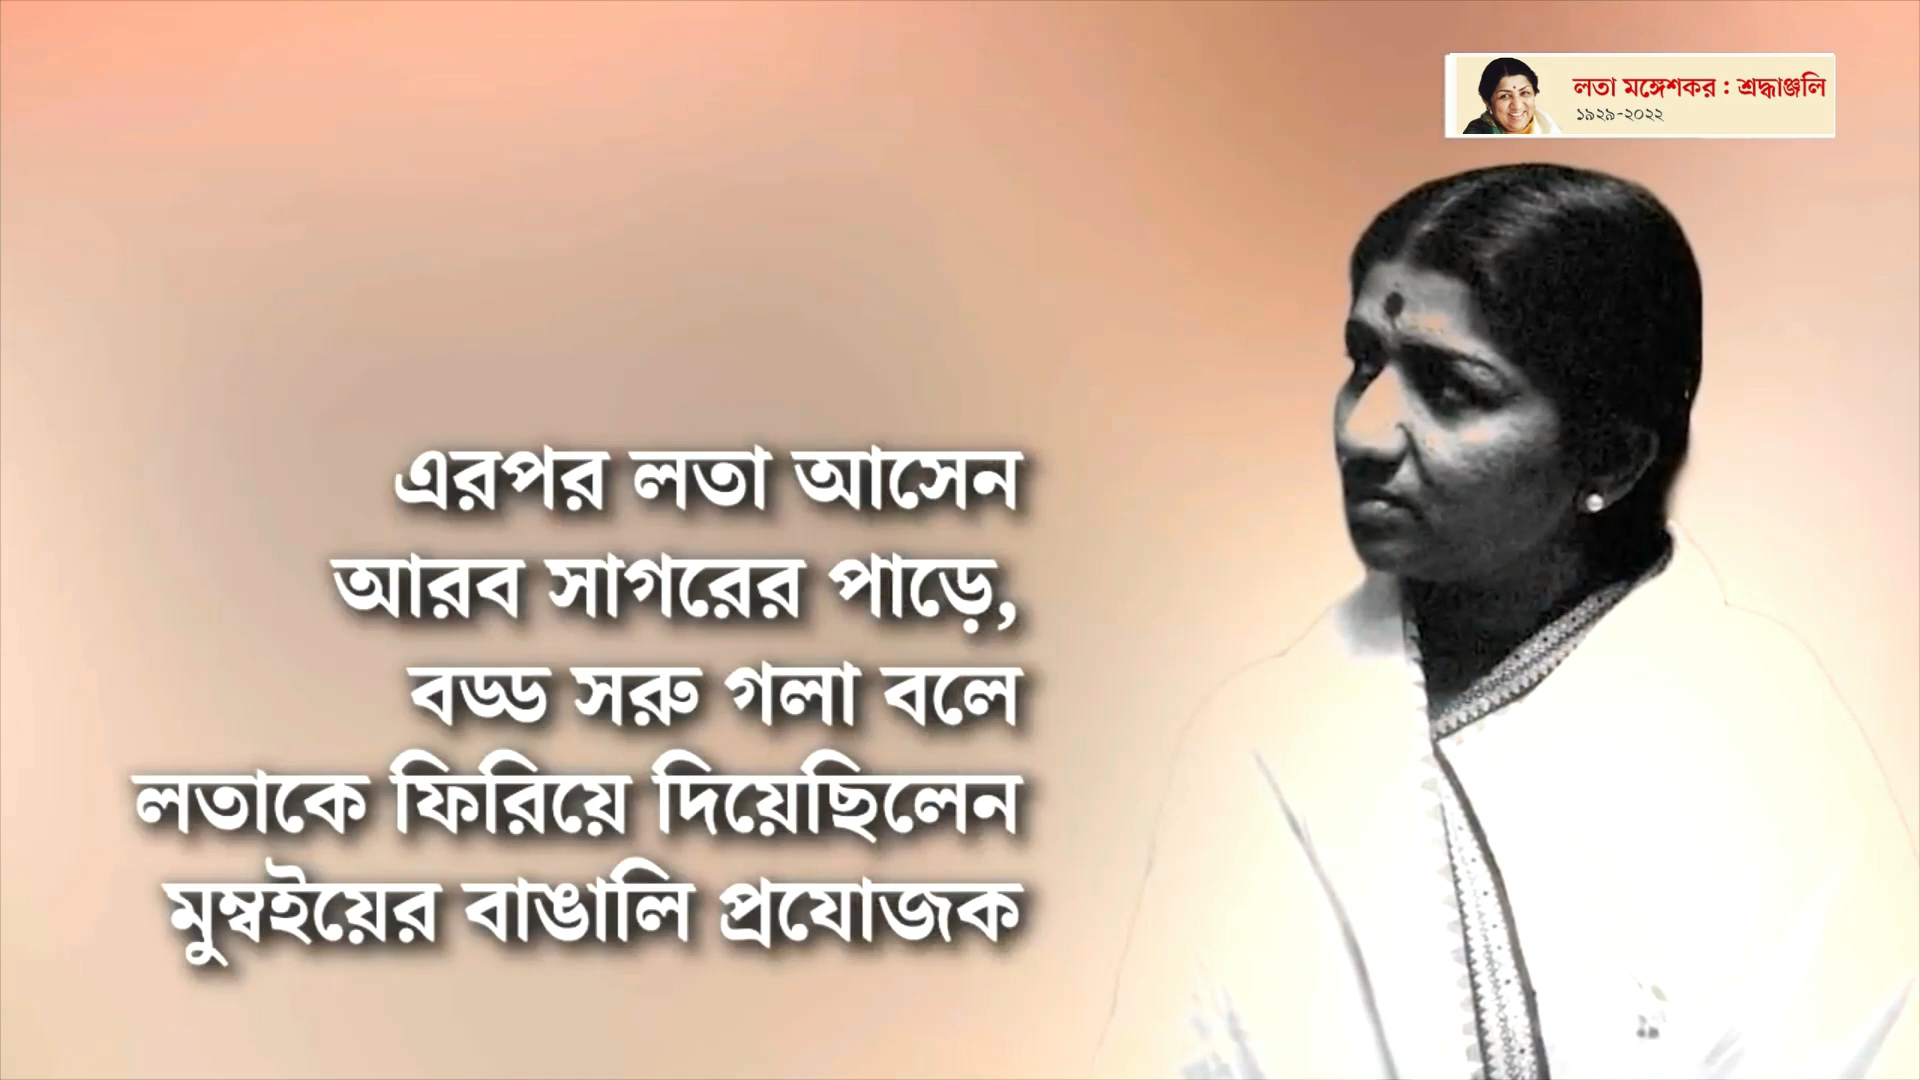 লতা মঙ্গেশকর : শ্রদ্ধাঞ্জলি
১৯২৯-২০২২
এরপর লতা আসেন
আরব সাগরের পাড়ে,
বড্ড সরু গলা বলে
লতাকে ফিরিয়ে দিয়েছিলেন
মুম্বইয়ের বাঙালি প্রযোজক